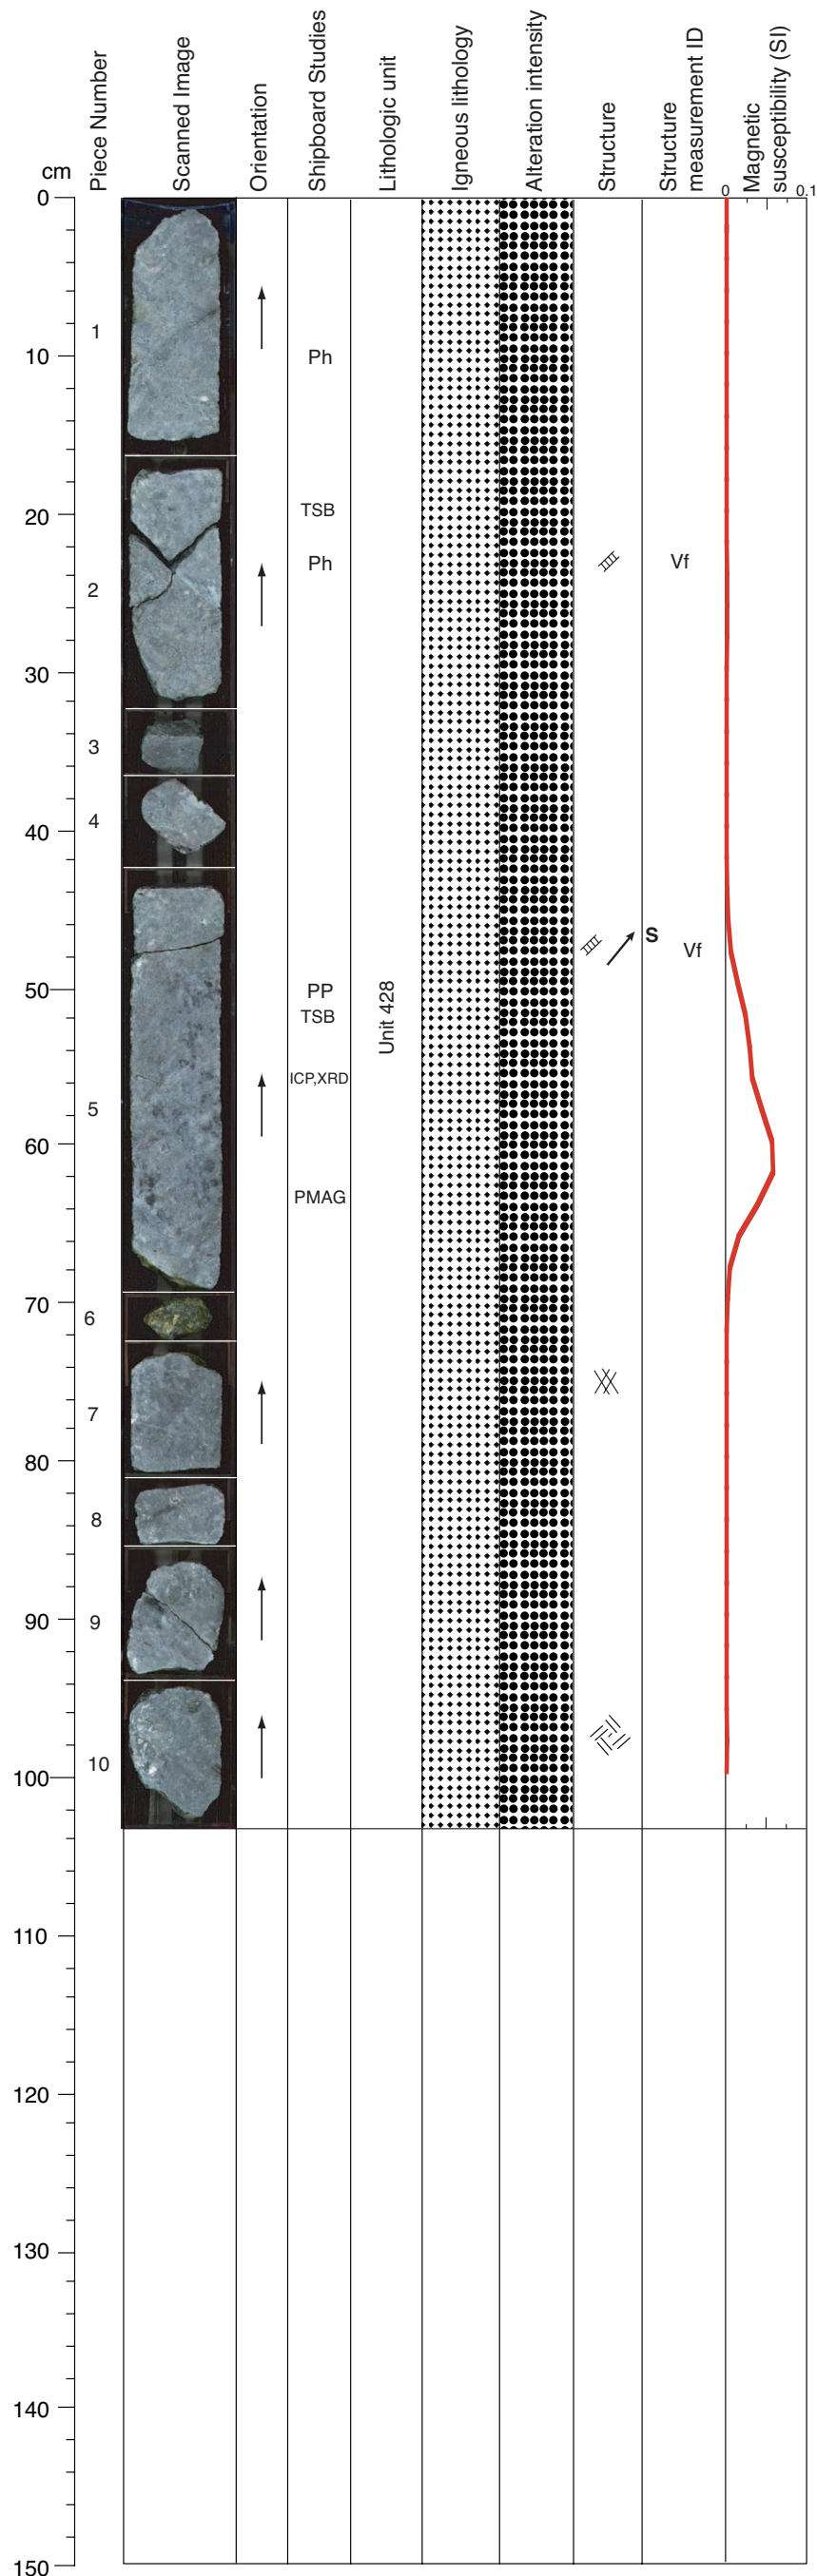 cm
Piece Number
Scanned Image
Orientation
Shipboard Studies
Lithologic unit
Igneous lithology
Alteration intensity
Structure
Structure
measurement ID
Magnetic
susceptibility (SI)
0 0.1
0
1
10 Ph
20 TSB
Ph Vf
2
30
3
4
40
S
Vf
50 PP
TSB
Unit 428
ICP,XRD
5
60
PMAG
70
6
7
80
8
90
9
10
100
110
120
130
140
150